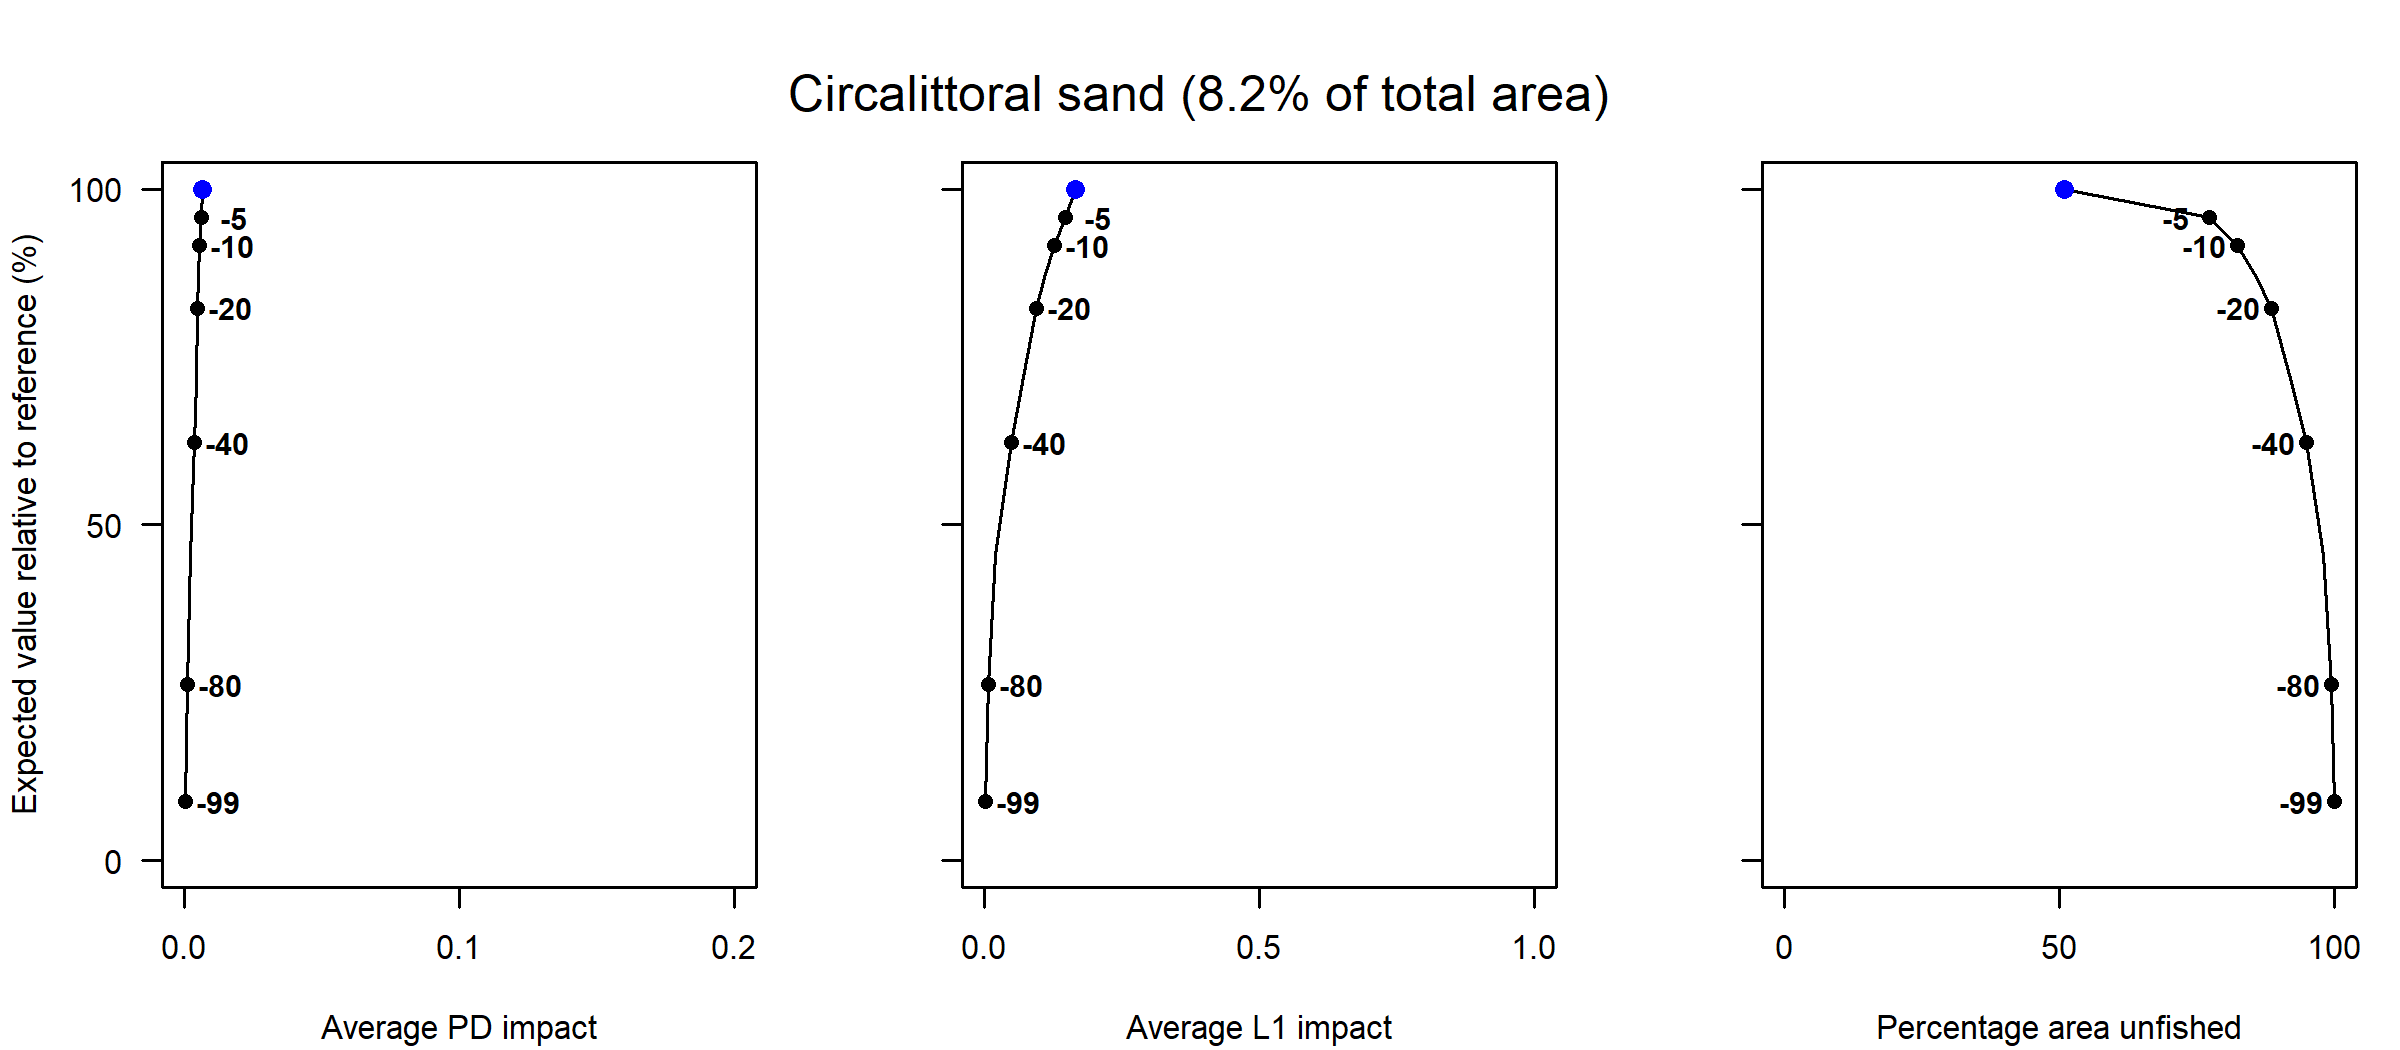 Circalittoral sand (8.2% of total area)
Expected value relative to reference (%)
100
50
0
-5
-10
-20
-40
-80
-99
0.0 0.1 0.2
Average PD impact
-5
-10
-20
-40
-80
-99
0.0 0.5 1.0
Average L1 impact
-5
-10
-20
-40
-80
-99
0 50 100
Percentage area unfished